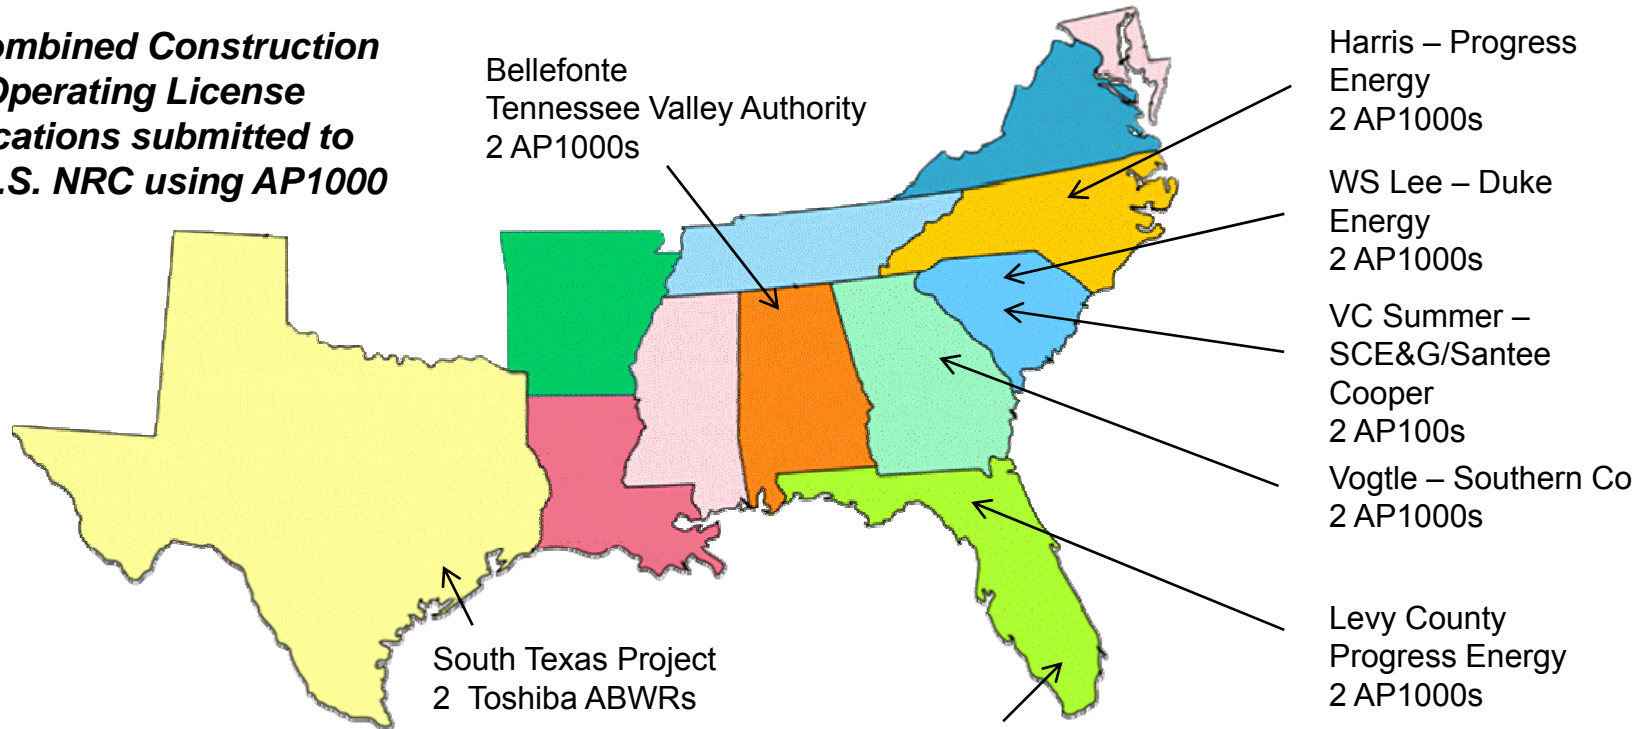 ombined Construction
Operating License
cations submitted to
.S. NRC using AP1000
Bellefonte
Tennessee Valley Authority
2 AP1000s
Harris – Progress
Energy
2 AP1000s
WS Lee – Duke
Energy
2 AP1000s
VC Summer –
SCE&G/Santee
Cooper
2 AP100s
Vogtle – Southern Co
2 AP1000s
Levy County
Progress Energy
2 AP1000s
South Texas Project
2 Toshiba ABWRs